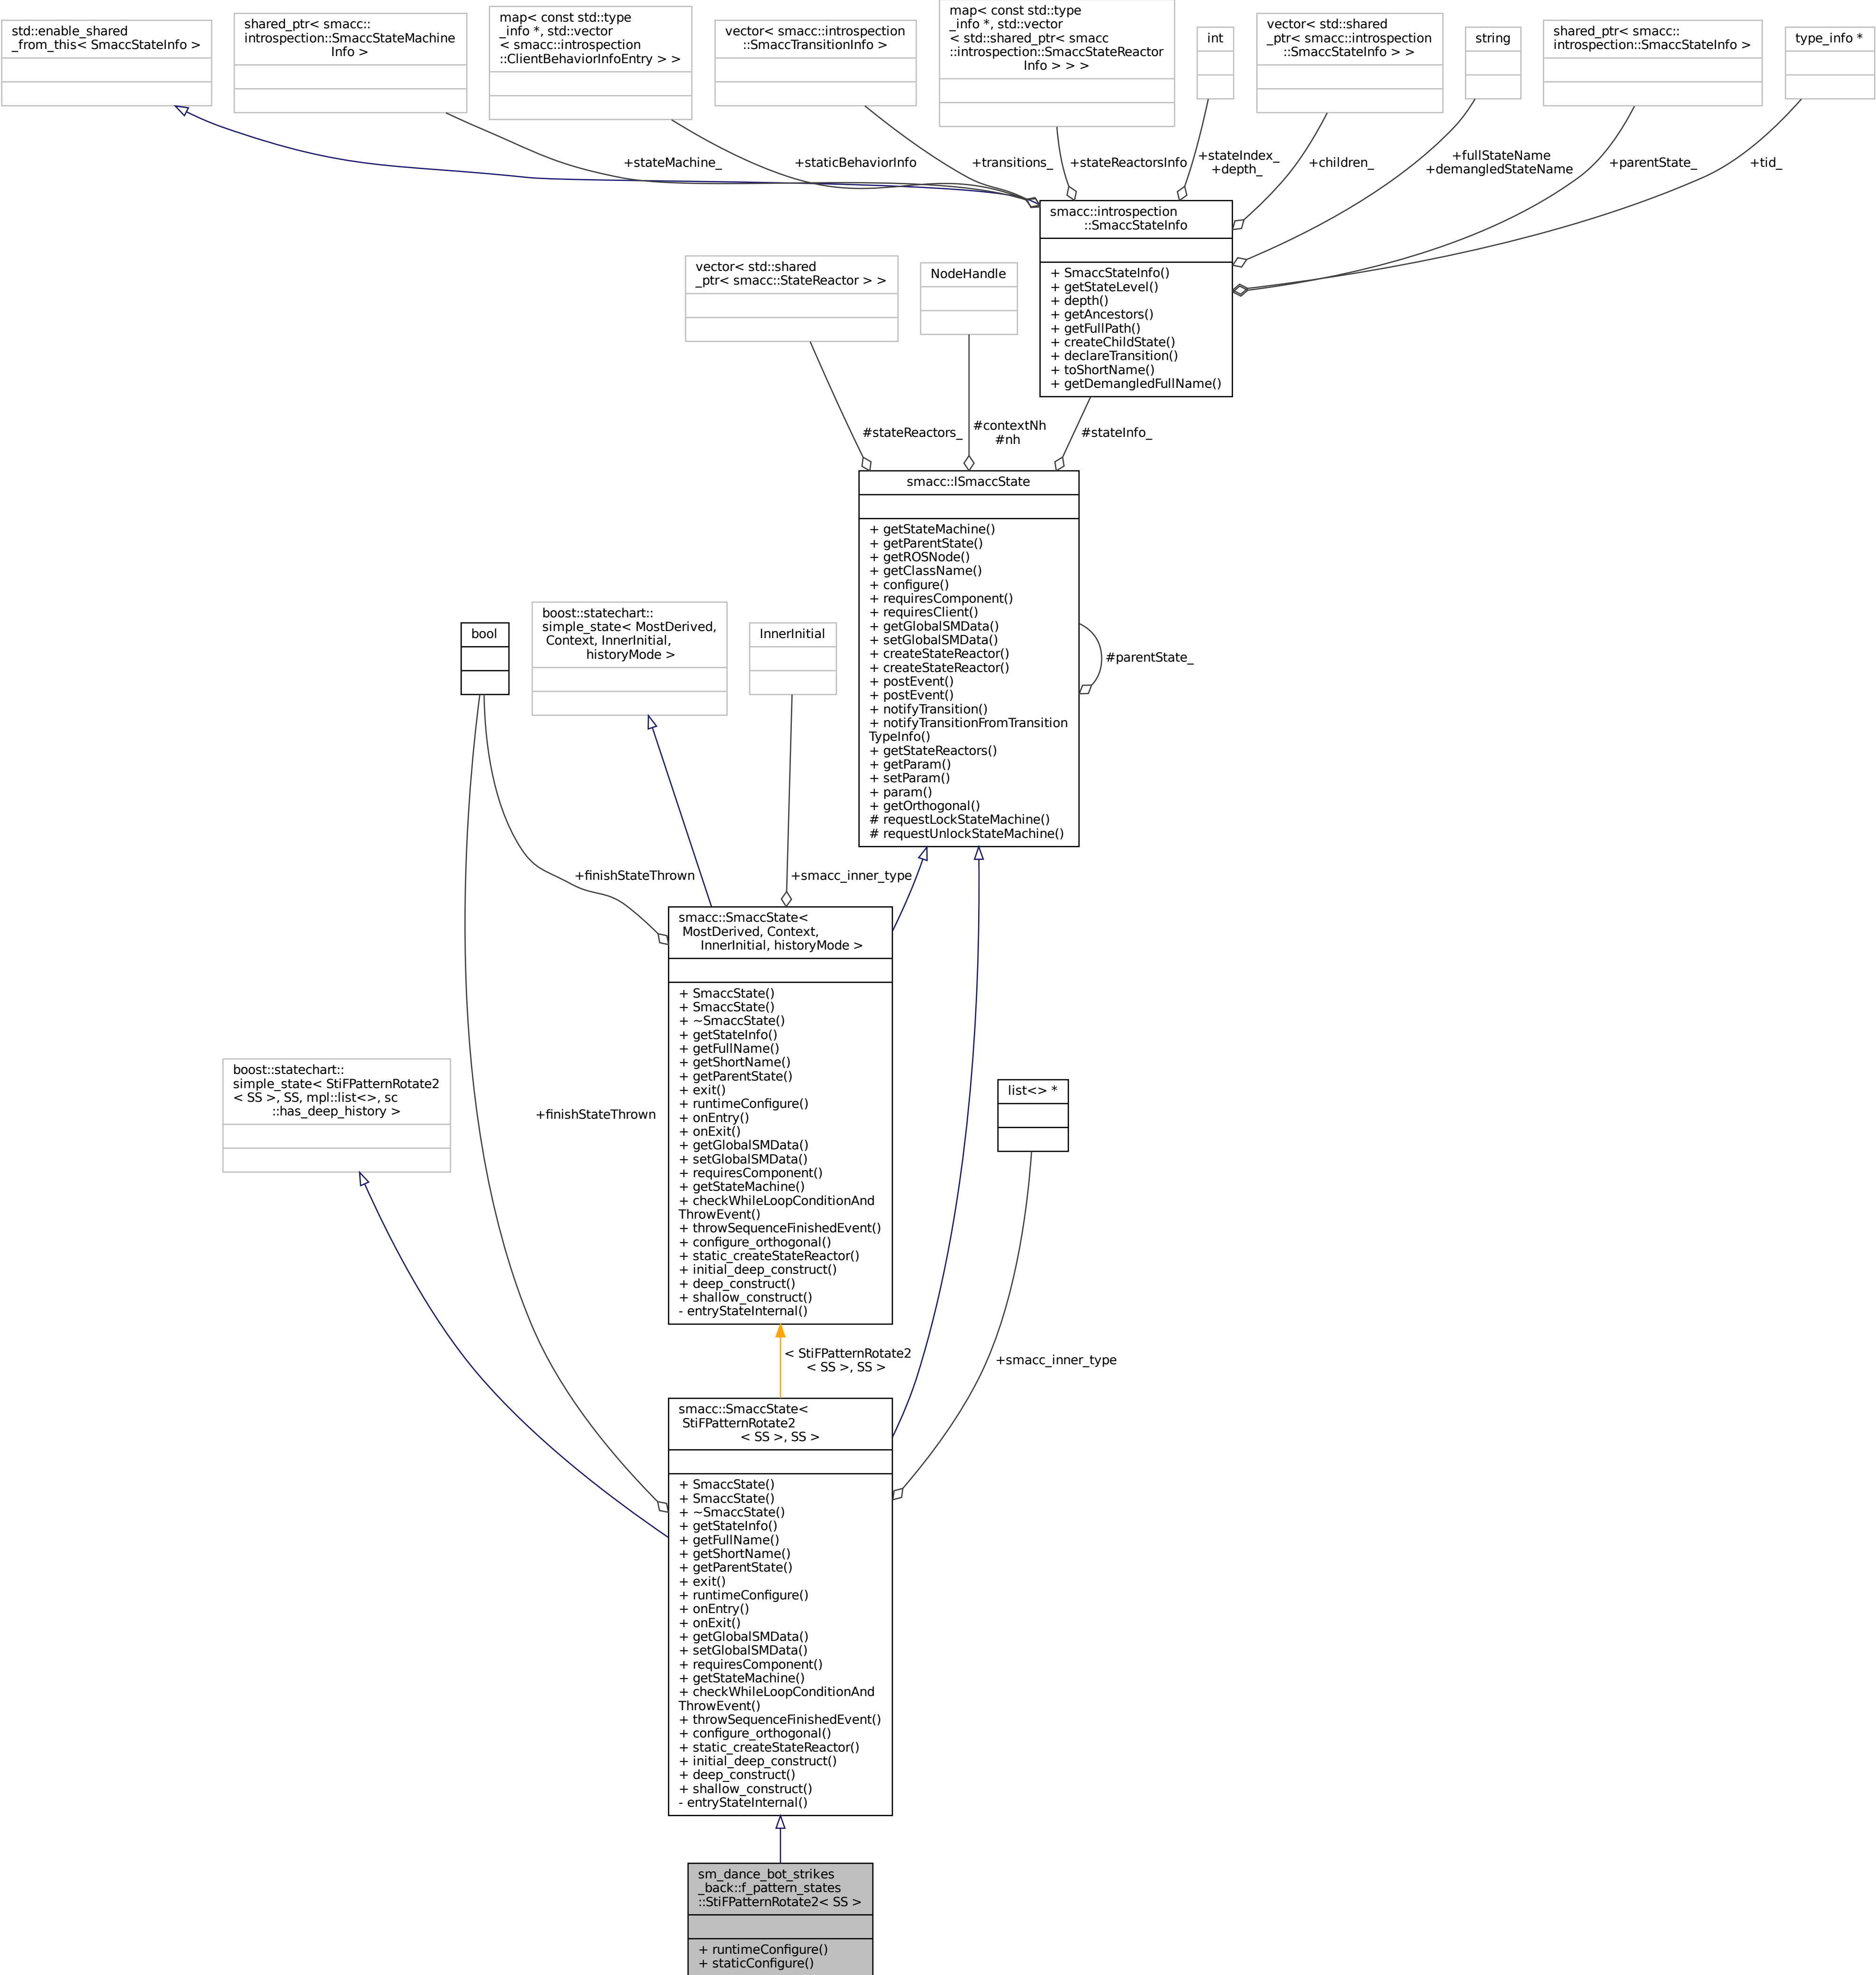 std::enable_shared
_from_this< SmaccStateInfo >
shared_ptr< smacc::
introspection::SmaccStateMachine
Info >
map< const std::type
_info *, std::vector
< smacc::introspection
::ClientBehaviorInfoEntry > >
vector< smacc::introspection
::SmaccTransitionInfo >
map< const std::type
_info *, std::vector
< std::shared_ptr< smacc
::introspection::SmaccStateReactor
Info > > >
int
vector< std::shared
_ptr< smacc::introspection
::SmaccStateInfo > >
string
shared_ptr< smacc::
introspection::SmaccStateInfo >
type_info *
+stateMachine_
+staticBehaviorInfo
+transitions_
+stateReactorsInfo
+stateIndex_
+depth_
+children_
+fullStateName
+demangledStateName
+parentState_
+tid_
smacc::introspection
::SmaccStateInfo
+ SmaccStateInfo()
+ getStateLevel()
+ depth()
+ getAncestors()
+ getFullPath()
+ createChildState()
+ declareTransition()
+ toShortName()
+ getDemangledFullName()
vector< std::shared
_ptr< smacc::StateReactor > >
NodeHandle
#stateReactors_
#contextNh
#nh
#stateInfo_
smacc::ISmaccState
+ getStateMachine()
+ getParentState()
+ getROSNode()
+ getClassName()
+ configure()
+ requiresComponent()
+ requiresClient()
+ getGlobalSMData()
+ setGlobalSMData()
+ createStateReactor()
+ createStateReactor()
+ postEvent()
+ postEvent()
+ notifyTransition()
+ notifyTransitionFromTransition
TypeInfo()
+ getStateReactors()
+ getParam()
+ setParam()
+ param()
+ getOrthogonal()
# requestLockStateMachine()
# requestUnlockStateMachine()
#parentState_
bool
boost::statechart::
simple_state< MostDerived,
Context, InnerInitial,
historyMode >
InnerInitial
+finishStateThrown
+smacc_inner_type
smacc::SmaccState<
MostDerived, Context,
InnerInitial, historyMode >
+ SmaccState()
+ SmaccState()
+ ~SmaccState()
+ getStateInfo()
+ getFullName()
+ getShortName()
+ getParentState()
+ exit()
+ runtimeConfigure()
+ onEntry()
+ onExit()
+ getGlobalSMData()
+ setGlobalSMData()
+ requiresComponent()
+ getStateMachine()
+ checkWhileLoopConditionAnd
ThrowEvent()
+ throwSequenceFinishedEvent()
+ configure_orthogonal()
+ static_createStateReactor()
+ initial_deep_construct()
+ deep_construct()
+ shallow_construct()
- entryStateInternal()
boost::statechart::
simple_state< StiFPatternRotate2
< SS >, SS, mpl::list<>, sc
::has_deep_history >
+finishStateThrown
list<> *
< StiFPatternRotate2
< SS >, SS >
+smacc_inner_type
smacc::SmaccState<
StiFPatternRotate2
< SS >, SS >
+ SmaccState()
+ SmaccState()
+ ~SmaccState()
+ getStateInfo()
+ getFullName()
+ getShortName()
+ getParentState()
+ exit()
+ runtimeConfigure()
+ onEntry()
+ onExit()
+ getGlobalSMData()
+ setGlobalSMData()
+ requiresComponent()
+ getStateMachine()
+ checkWhileLoopConditionAnd
ThrowEvent()
+ throwSequenceFinishedEvent()
+ configure_orthogonal()
+ static_createStateReactor()
+ initial_deep_construct()
+ deep_construct()
+ shallow_construct()
- entryStateInternal()
sm_dance_bot_strikes
_back::f_pattern_states
::StiFPatternRotate2< SS >
+ runtimeConfigure()
+ staticConfigure()